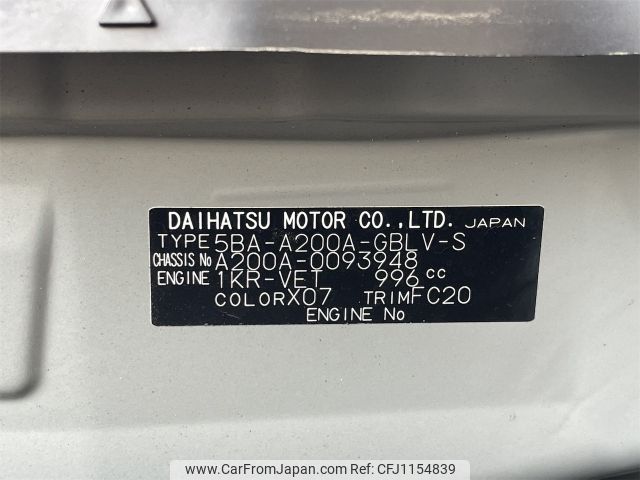 DAIHATSU MOTOR CO.,LTD. JAPAN
TYPE 5BA-A200A-GBLV-S
CHASSIS No A200A-0093948
ENGINE 1KR-VET 996 cc
COLOR X07 TRIM FC20
ENGINE No
www.CarFromJapan.com - CFJ1154839